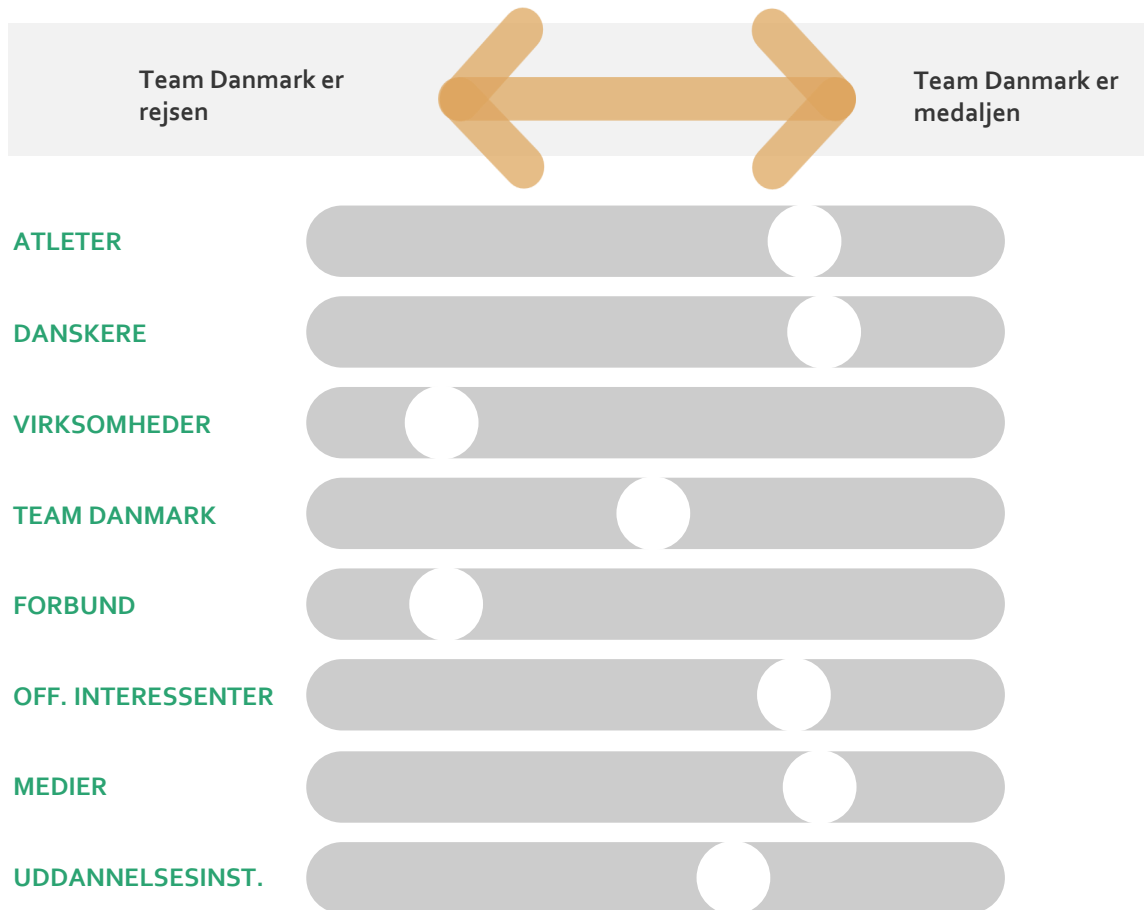 Team Danmark er
rejsen
Team Danmark er
medaljen
ATLETER
DANSKERE
VIRKSOMHEDER
TEAM DANMARK
FORBUND
OFF. INTERESSENTER
MEDIER
UDDANNELSESINST.